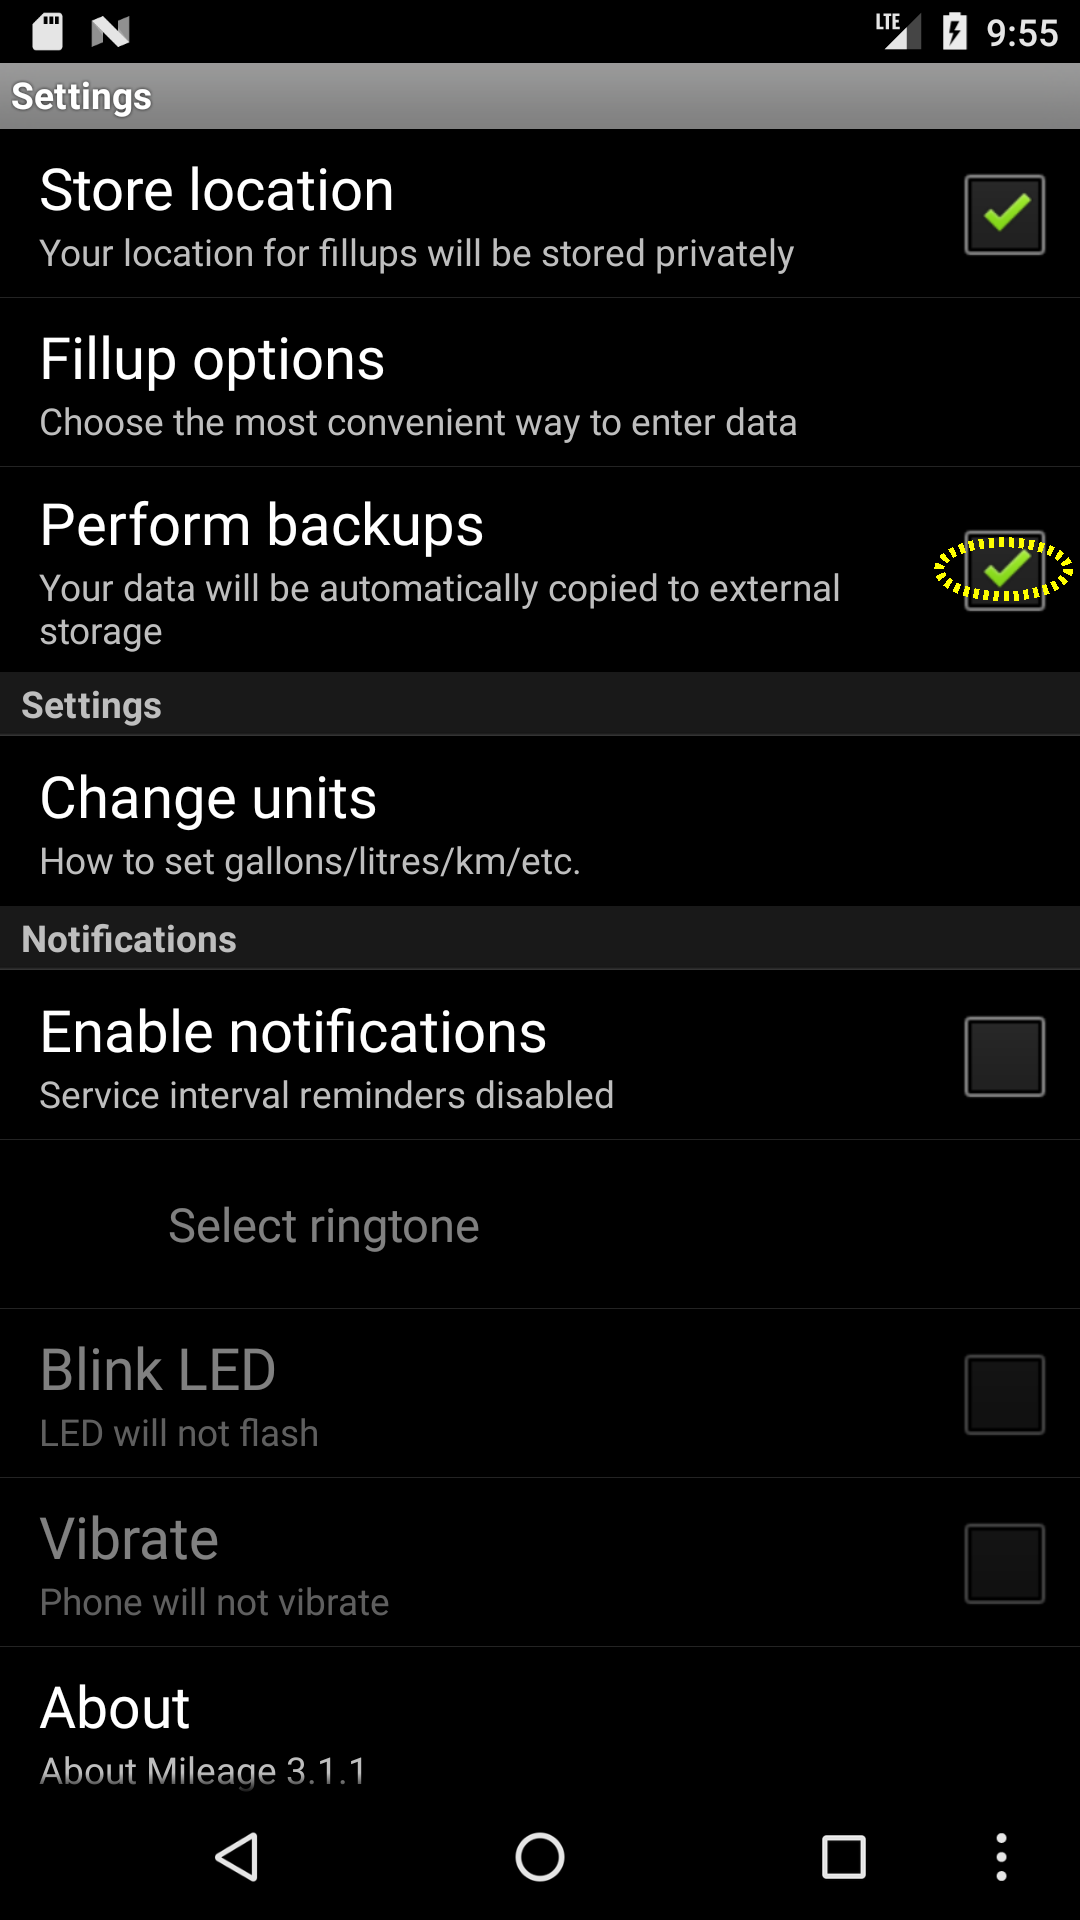 LTE 9:55
Settings
Store location
Your location for fillups will be stored privately
Fillup options
Choose the most convenient way to enter data
Perform backups
Your data will be automatically copied to external
storage
Settings
Change units
How to set gallons/litres/km/etc.
Notifications
Enable notifications
Service interval reminders disabled
Select ringtone
Blink LED
LED will not flash
Vibrate
Phone will not vibrate
About
About Mileage 3.1.1